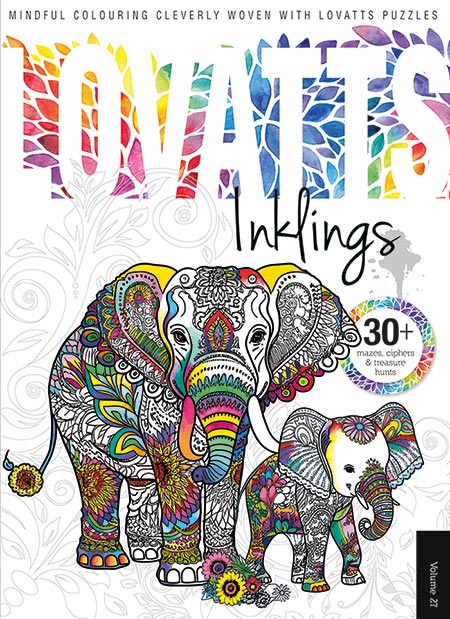 MINDFUL COLOURING CLEVERLY WOVEN WITH LOVATTS PUZZLES
LOVATTS
Inklings
30+
mazes, ciphers
& treasure
hunts
Volume 27